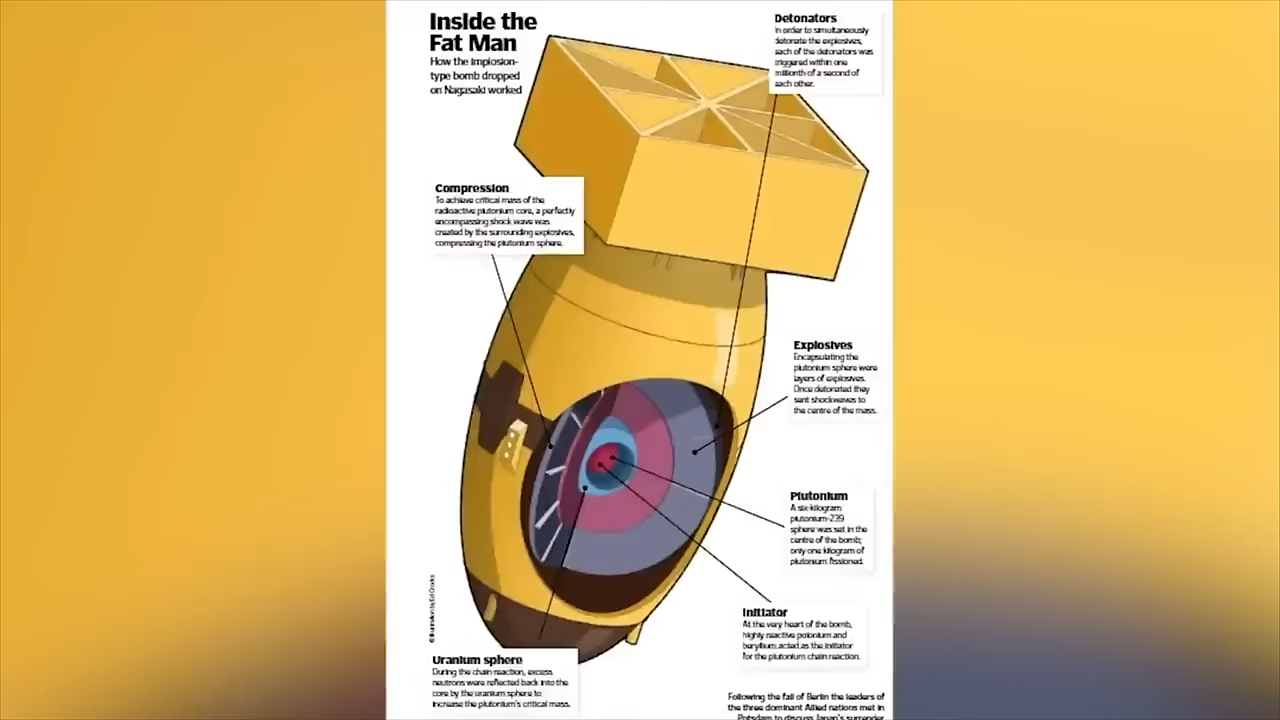 Inside the
Fat Man
How the implosion-
type bomb dropped
on Nagasaki worked
Detonators
In order to simultaneously
detonate the explosives,
each of the detonators was
triggered within one
millionth of a second of
each other.
Compression
To achieve critical mass of the
radioactive plutonium core, a perfectly
encompassing shock wave was
created by the surrounding explosives,
compressing the plutonium sphere.
Explosives
Encapsulating the
plutonium sphere were
layers of explosives.
Once detonated they
sent shockwaves to
the centre of the mass.
Plutonium
A six-kilogram
plutonium-239
sphere was set in the
centre of the bomb;
only one kilogram of
plutonium fissioned.
Initiator
At the very heart of the bomb,
highly reactive polonium and
beryllium acted as the initiator
for the plutonium chain reaction.
Uranium sphere
During the chain reaction, excess
neutrons were reflected back into the
core by the uranium sphere to
increase the plutonium's critical mass.
© Illustration by Ed Crooks
Following the fall of Berlin the leaders of
the three dominant Allied nations met in
Potsdam to discuss Japan's surrender